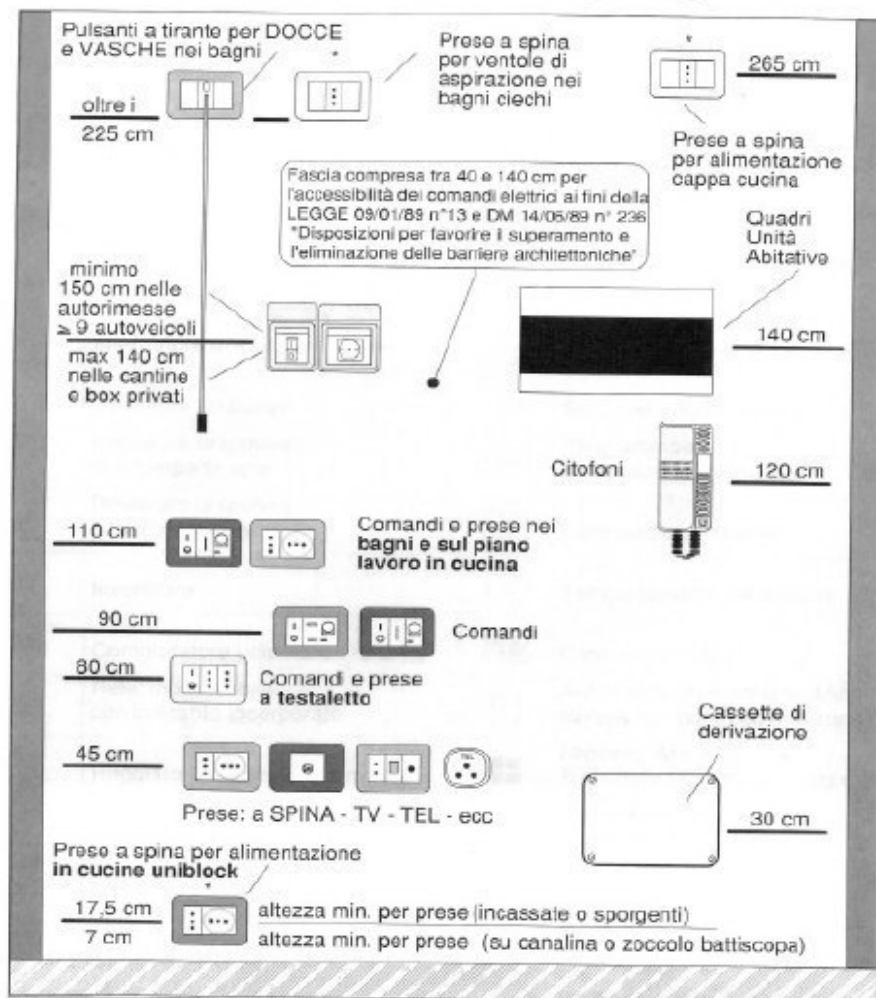 Pulsanti a tirante per DOCCE
e VASCHE nei bagni
*
Prese a spina
per ventole di
aspirazione nei
bagni ciechi
*
265 cm
oltre i
225 cm
Prese a spina
per alimentazione
cappa cucina
Fascia compresa fra 40 e 140 cm per
l'accessibilità dei comandi elettrici ai fini della
LEGGE 09/01/89 n°13 e DM 14/06/89 n° 236
"Disposizioni per favorire il superamento e
l'eliminazione delle barriere architettoniche"
Quadri
Unità
Abitative
minimo
150 cm nelle
autorimesse
≥ 9 autoveicoli
max 140 cm
nelle cantine
e box privati
140 cm
Citofoni
120 cm
110 cm
Comandi e prese nei
bagni e sul piano
lavoro in cucina
90 cm
Comandi
80 cm
Comandi e prese
a testaletto
Cassette di
derivazione
45 cm
TEL
Prese: a SPINA - TV - TEL - ecc
30 cm
Prese a spina per alimentazione
in cucine uniblock
*
17,5 cm
altezza min. per prese (incassate o sporgenti)
7 cm
altezza min. per prese (su canalina o zoccolo battiscopa)